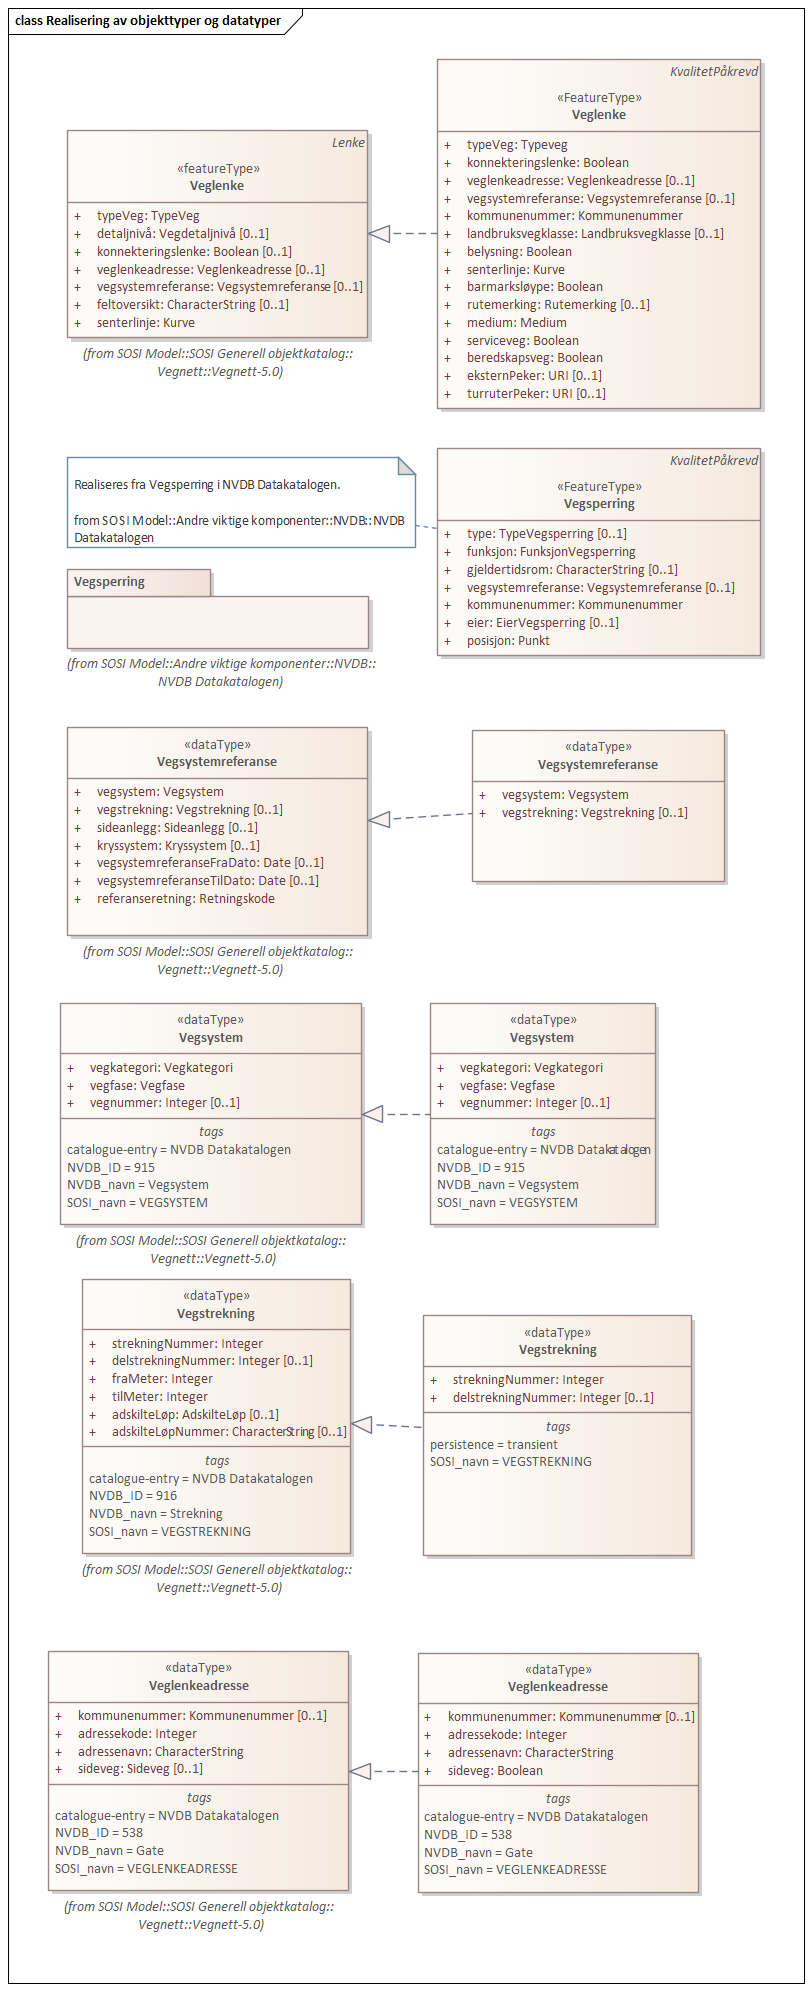 class Realisering av objekttyper og datatyper
KvalitetPåkrevd
«FeatureType»
Veglenke
+ typeVeg: Typeveg
+ konnekteringslenke: Boolean
+ veglenkeadresse: Veglenkeadresse [0..1]
+ vegsystemreferanse: Vegsystemreferanse [0..1]
+ kommunenummer: Kommunenummer
+ landbruksvegklasse: Landbruksvegklasse [0..1]
+ belysning: Boolean
+ senterlinje: Kurve
+ barmarksløype: Boolean
+ rutemerking: Rutemerking [0..1]
+ medium: Medium
+ serviceveg: Boolean
+ beredskapsveg: Boolean
+ eksternPeker: URI [0..1]
+ turruterPeker: URI [0..1]
Lenke
«featureType»
Veglenke
+ typeVeg: TypeVeg
+ detaljnivå: Vegdetaljnivå [0..1]
+ konnekteringslenke: Boolean [0..1]
+ veglenkeadresse: Veglenkeadresse [0..1]
+ vegsystemreferanse: Vegsystemreferanse [0..1]
+ feltoversikt: CharacterString [0..1]
+ senterlinje: Kurve
(from SOSI Model::SOSI Generell objektkatalog::
Vegnett::Vegnett-5.0)
Realiseres fra Vegsperring i NVDB Datakatalogen.
from SOSI Model::Andre viktige komponenter::NVDB::NVDB
Datakatalogen
KvalitetPåkrevd
«FeatureType»
Vegsperring
+ type: TypeVegsperring [0..1]
+ funksjon: FunksjonVegsperring
+ gjeldertidsrom: CharacterString [0..1]
+ vegsystemreferanse: Vegsystemreferanse [0..1]
+ kommunenummer: Kommunenummer
+ eier: EierVegsperring [0..1]
+ posisjon: Punkt
Vegsperring
(from SOSI Model::Andre viktige komponenter::NVDB::
NVDB Datakatalogen)
«dataType»
Vegsystemreferanse
+ vegsystem: Vegsystem
+ vegstrekning: Vegstrekning [0..1]
+ sideanlegg: Sideanlegg [0..1]
+ kryssystem: Kryssystem [0..1]
+ vegsystemreferanseFraDato: Date [0..1]
+ vegsystemreferanseTilDato: Date [0..1]
+ referanseretning: Retningskode
(from SOSI Model::SOSI Generell objektkatalog::
Vegnett::Vegnett-5.0)
«dataType»
Vegsystemreferanse
+ vegsystem: Vegsystem
+ vegstrekning: Vegstrekning [0..1]
«dataType»
Vegsystem
+ vegkategori: Vegkategori
+ vegfase: Vegfase
+ vegnummer: Integer [0..1]
tags
catalogue-entry = NVDB Datakatalogen
NVDB_ID = 915
NVDB_navn = Vegsystem
SOSI_navn = VEGSYSTEM
(from SOSI Model::SOSI Generell objektkatalog::
Vegnett::Vegnett-5.0)
«dataType»
Vegsystem
+ vegkategori: Vegkategori
+ vegfase: Vegfase
+ vegnummer: Integer [0..1]
tags
catalogue-entry = NVDB Datakatalogen
NVDB_ID = 915
NVDB_navn = Vegsystem
SOSI_navn = VEGSYSTEM
«dataType»
Vegstrekning
+ strekningNummer: Integer
+ delstrekningNummer: Integer [0..1]
+ fraMeter: Integer
+ tilMeter: Integer
+ adskilteLøp: AdskilteLøp [0..1]
+ adskilteLøpNummer: CharacterString [0..1]
tags
catalogue-entry = NVDB Datakatalogen
NVDB_ID = 916
NVDB_navn = Strekning
SOSI_navn = VEGSTREKNING
(from SOSI Model::SOSI Generell objektkatalog::
Vegnett::Vegnett-5.0)
«dataType»
Vegstrekning
+ strekningNummer: Integer
+ delstrekningNummer: Integer [0..1]
tags
persistence = transient
SOSI_navn = VEGSTREKNING
«dataType»
Veglenkeadresse
+ kommunenummer: Kommunenummer [0..1]
+ adressekode: Integer
+ adressenavn: CharacterString
+ sideveg: Sideveg [0..1]
tags
catalogue-entry = NVDB Datakatalogen
NVDB_ID = 538
NVDB_navn = Gate
SOSI_navn = VEGLENKEADRESSE
(from SOSI Model::SOSI Generell objektkatalog::
Vegnett::Vegnett-5.0)
«dataType»
Veglenkeadresse
+ kommunenummer: Kommunenummer [0..1]
+ adressekode: Integer
+ adressenavn: CharacterString
+ sideveg: Boolean
tags
catalogue-entry = NVDB Datakatalogen
NVDB_ID = 538
NVDB_navn = Gate
SOSI_navn = VEGLENKEADRESSE